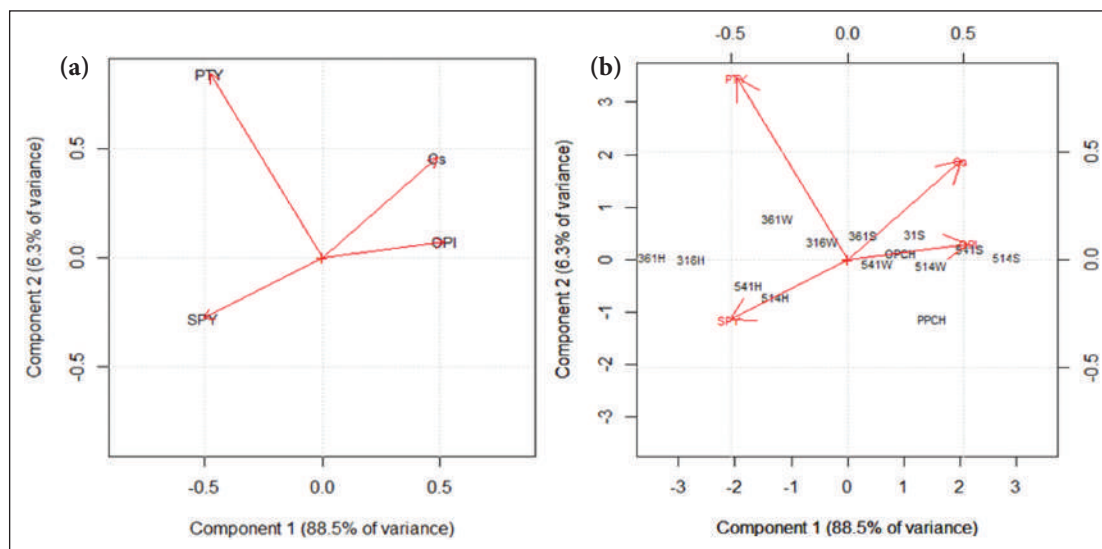 (a)
PTY
Cs
OPI
SPY
0.5
0.0
-0.5
-0.5 0.0 0.5
Component 2 (6.3% of variance)
Component 1 (88.5% of variance)
(b)
-0.5 0.0 0.5
PTY
Cs
361W
316W 361S 31S
OPI
361H 316H
OPCH
541S
514S
541W 514W
541H
514H
SPY
PPCH
3
2
1
0
-1
-2
-3
0.5
0.0
-0.5
-3 -2 -1 0 1 2 3
Component 2 (6.3% of variance)
Component 1 (88.5% of variance)